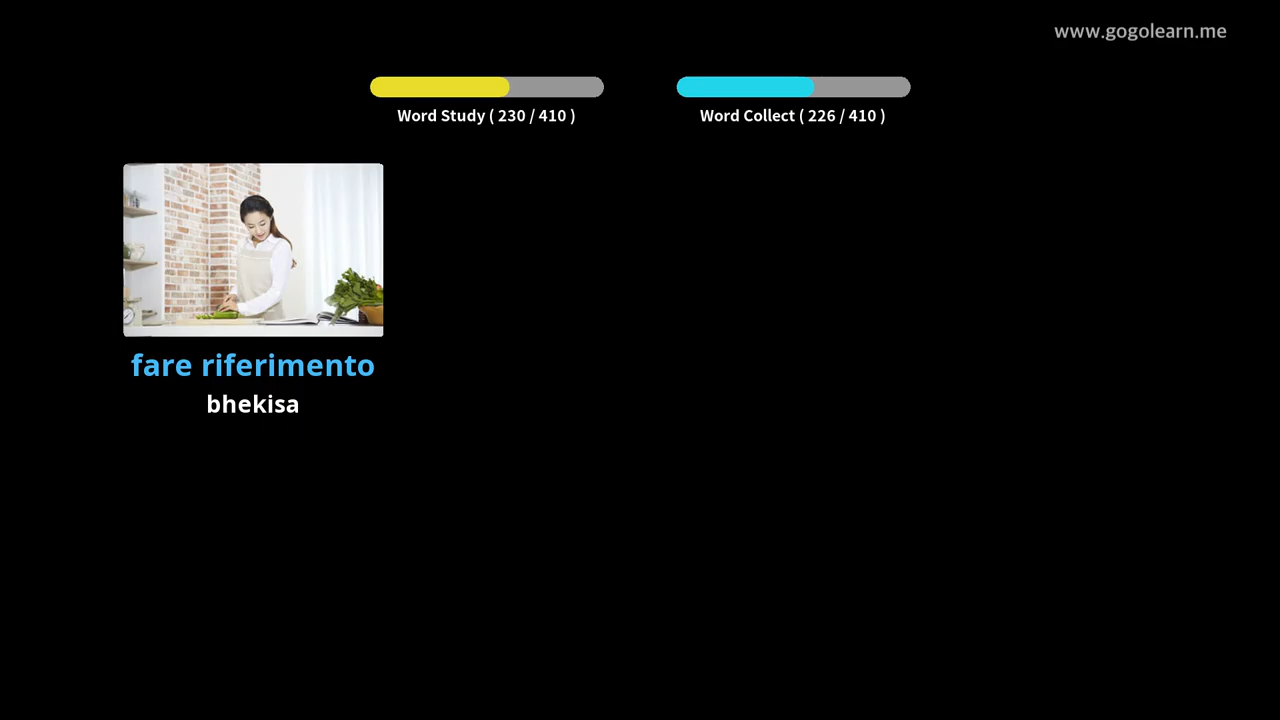 www.gogolearn.me
Word Study ( 230 / 410 )
Word Collect ( 226 / 410 )
fare riferimento
bhekisa